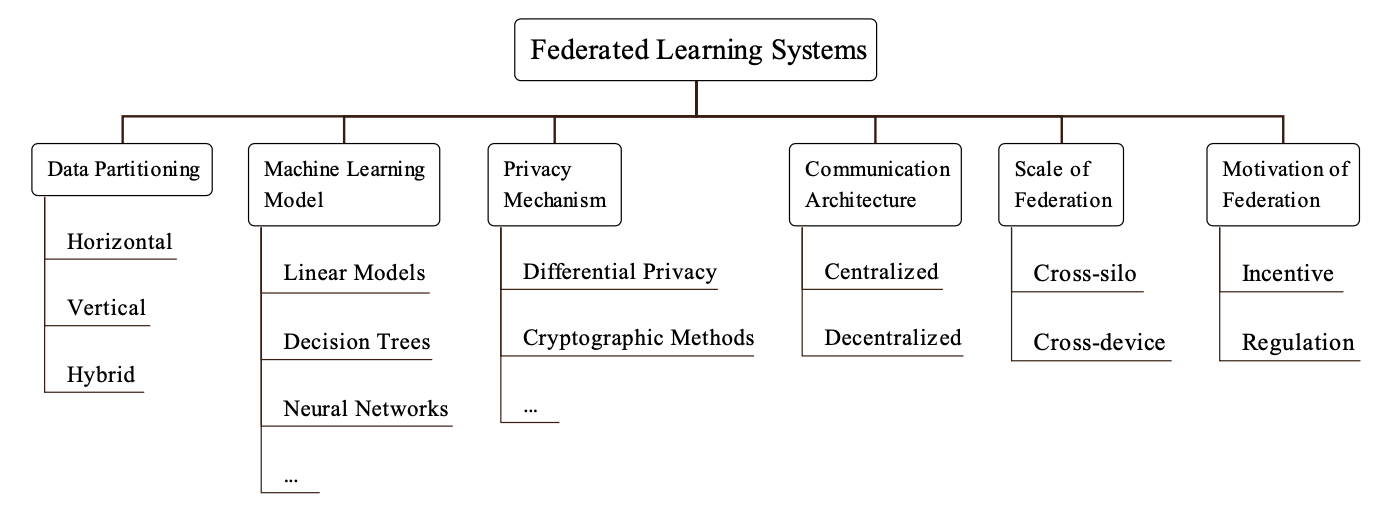 Federated Learning Systems
Data Partitioning
Horizontal
Vertical
Hybrid
Machine Learning
Model
Linear Models
Decision Trees
Neural Networks
...
Privacy
Mechanism
Differential Privacy
Cryptographic Methods
...
Communication
Architecture
Centralized
Decentralized
Scale of
Federation
Cross-silo
Cross-device
Motivation of
Federation
Incentive
Regulation